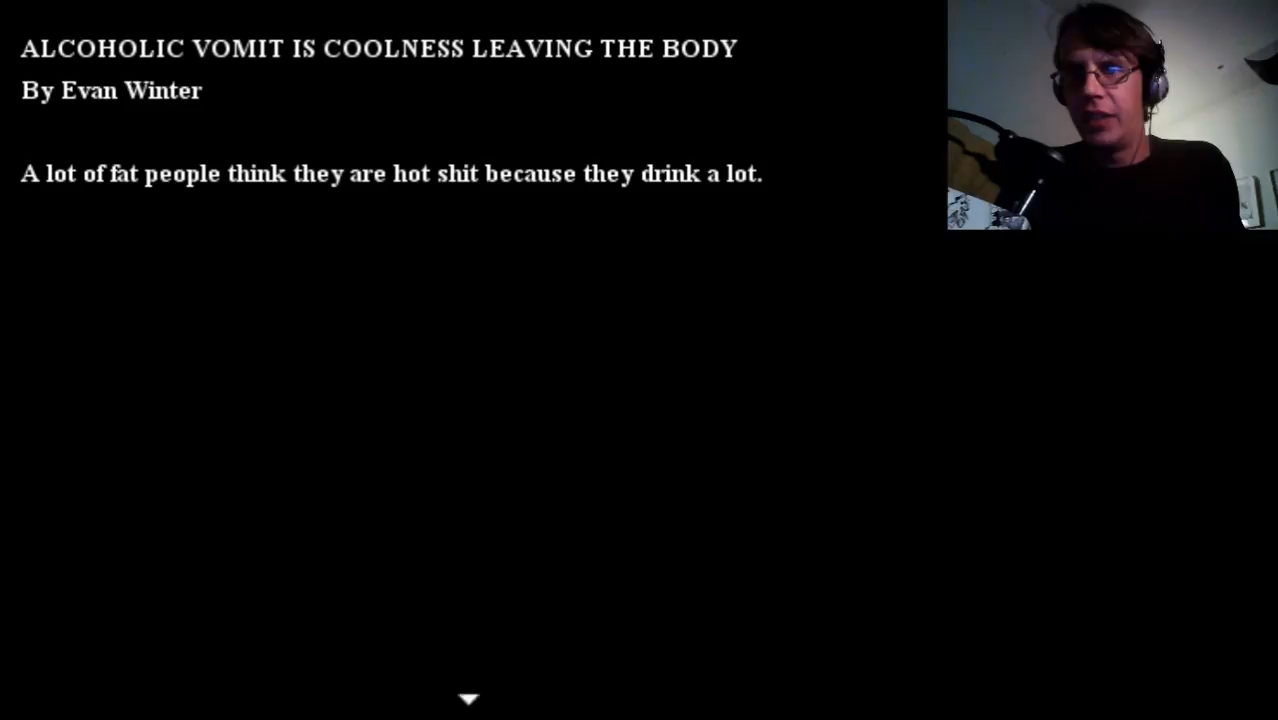 ALCOHOLIC VOMIT IS COOLNESS LEAVING THE BODY
By Evan Winter
A lot of fat people think they are hot shit because they drink a lot.